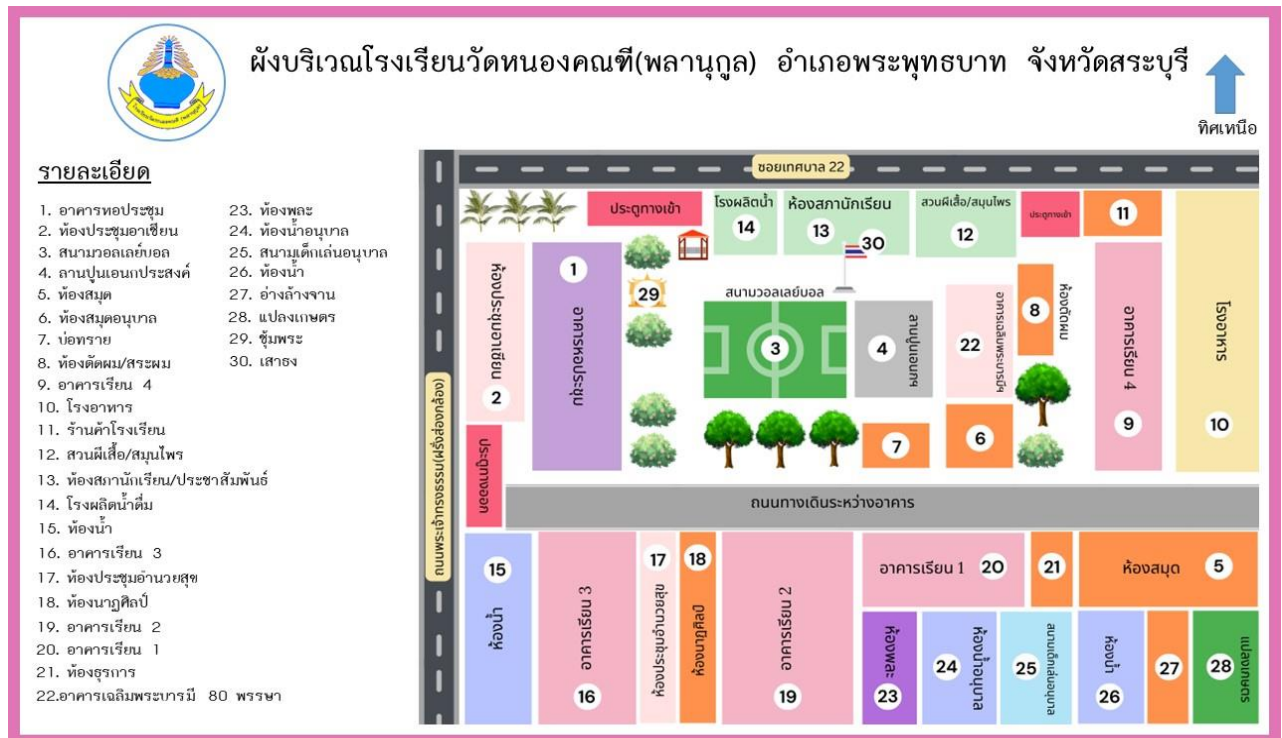 ผังบริเวณโรงเรียนวัดหนองคณฑี(พลานุกูล) อำเภอพระพุทธบาท จังหวัดสระบุรี
ทิศเหนือ
โรงเรียนวัดหนองคณฑี (พลานุกูล)
รายละเอียด
1. อาคารหอประชุม
2. ห้องประชุมอาเซียน
3. สนามวอลเลย์บอล
4. ลานปูนเอนกประสงค์
5. ห้องสมุด
6. ห้องสมุดอนุบาล
7. บ่อทราย
8. ห้องตัดผม/สระผม
9. อาคารเรียน 4
10. โรงอาหาร
11. ร้านค้าโรงเรียน
12. สวนผีเสื้อ/สมุนไพร
13. ห้องสภานักเรียน/ประชาสัมพันธ์
14. โรงผลิตน้ำดื่ม
15. ห้องน้ำ
16. อาคารเรียน 3
17. ห้องประชุมอำนวยสุข
18. ห้องนาฏศิลป์
19. อาคารเรียน 2
20. อาคารเรียน 1
21. ห้องธุรการ
22.อาคารเฉลิมพระบารมี 80 พรรษา
23. ห้องพละ
24. ห้องน้ำอนุบาล
25. สนามเด็กเล่นอนุบาล
26. ห้องน้ำ
27. อ่างล้างจาน
28. แปลงเกษตร
29. ซุ้มพระ
30. เสาธง
ซอยเทศบาล 22
ถนนพระเจ้าทรงธรรม(ฝรั่งส่องกล้อง)
ประตูทางเข้า
โรงผลิตน้ำ
14
ห้องสภานักเรียน
13
30
สวนผีเสื้อ/สมุนไพร
12
ประตูทางเข้า
11
ห้องประชุมอาเซียน
2
1
อาคารหอประชุม
29
สนามวอลเลย์บอล
3
4
ลานปูนเอนกฯ
อาคารเฉลิมพระบารมีฯ
22
8
ห้องตัดผม
อาคารเรียน 4
9
โรงอาหาร
10
7
6
ประตูทางออก
ถนนทางเดินระหว่างอาคาร
15
ห้องน้ำ
อาคารเรียน 3
16
17
ห้องประชุมอำนวยสุข
18
ห้องนาฏศิลป์
อาคารเรียน 2
19
อาคารเรียน 1 20
21
ห้องสมุด 5
ห้องพละ
23
24
ห้องน้ำอนุบาล
25
สนามเด็กเล่นอนุบาล
ห้องน้ำ
26
27
28
แปลงเกษตร